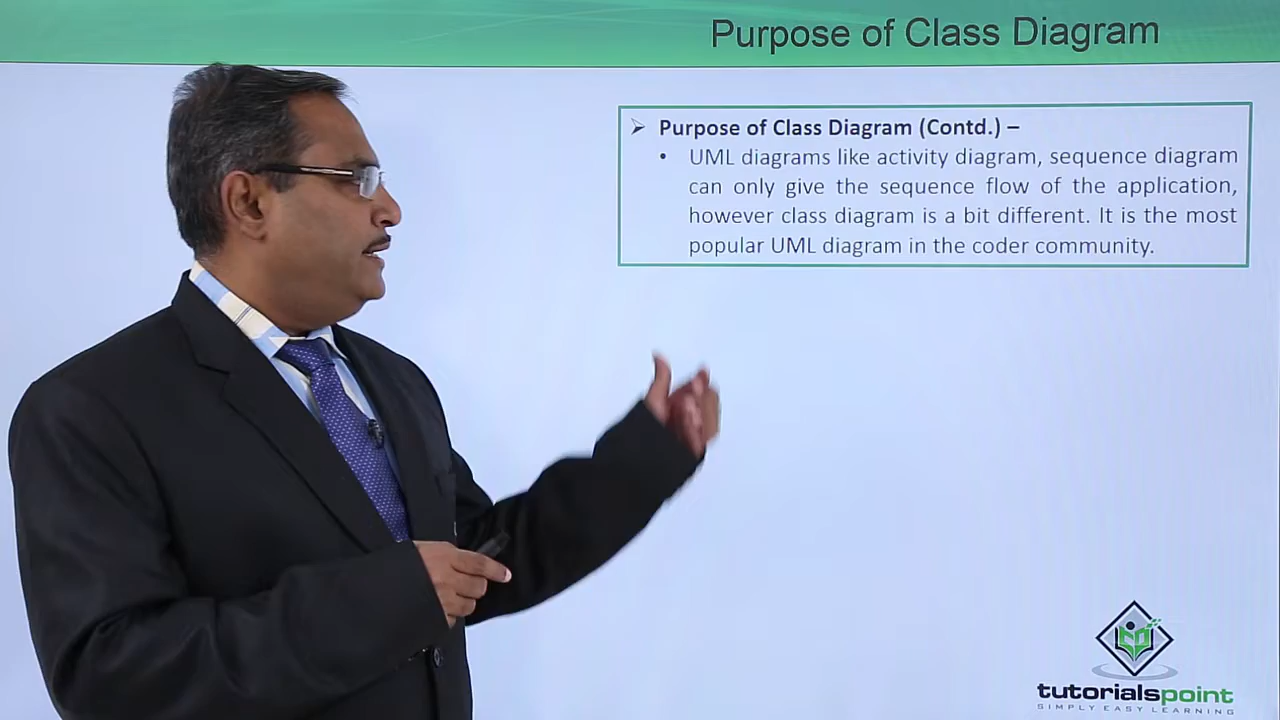 Purpose of Class Diagram
➢ Purpose of Class Diagram (Contd.) –
• UML diagrams like activity diagram, sequence diagram
can only give the sequence flow of the application,
however class diagram is a bit different. It is the most
popular UML diagram in the coder community.
tutorialspoint
SIMPLY EASY LEARNING